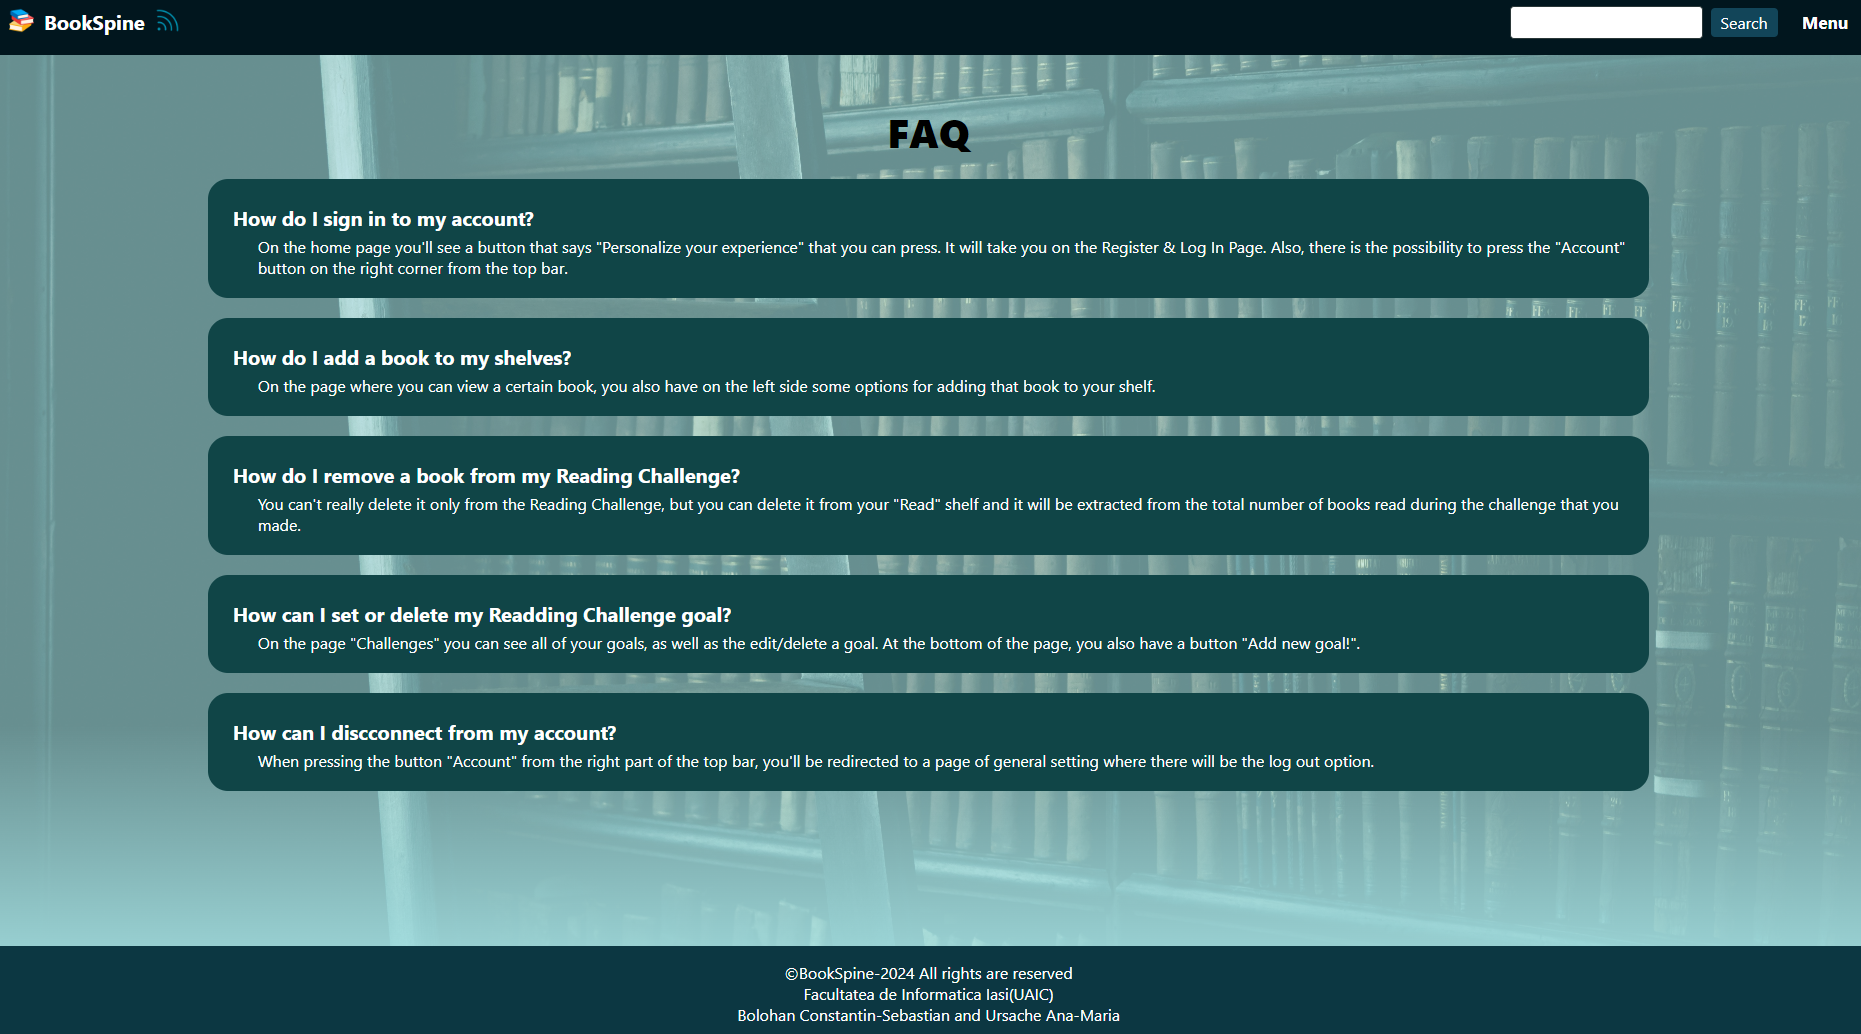 BookSpine
Search
Menu
FAQ
How do I sign in to my account?
On the home page you'll see a button that says "Personalize your experience" that you can press. It will take you on the Register & Log In Page. Also, there is the possibility to press the "Account"
button on the right corner from the top bar.
How do I add a book to my shelves?
On the page where you can view a certain book, you also have on the left side some options for adding that book to your shelf.
How do I remove a book from my Reading Challenge?
You can't really delete it only from the Reading Challenge, but you can delete it from your "Read" shelf and it will be extracted from the total number of books read during the challenge that you
made.
How can I set or delete my Readding Challenge goal?
On the page "Challenges" you can see all of your goals, as well as the edit/delete a goal. At the bottom of the page, you also have a button "Add new goal!".
How can I discconnect from my account?
When pressing the button "Account" from the right part of the top bar, you'll be redirected to a page of general setting where there will be the log out option.
©BookSpine-2024 All rights are reserved
Facultatea de Informatica Iasi(UAIC)
Bolohan Constantin-Sebastian and Ursache Ana-Maria